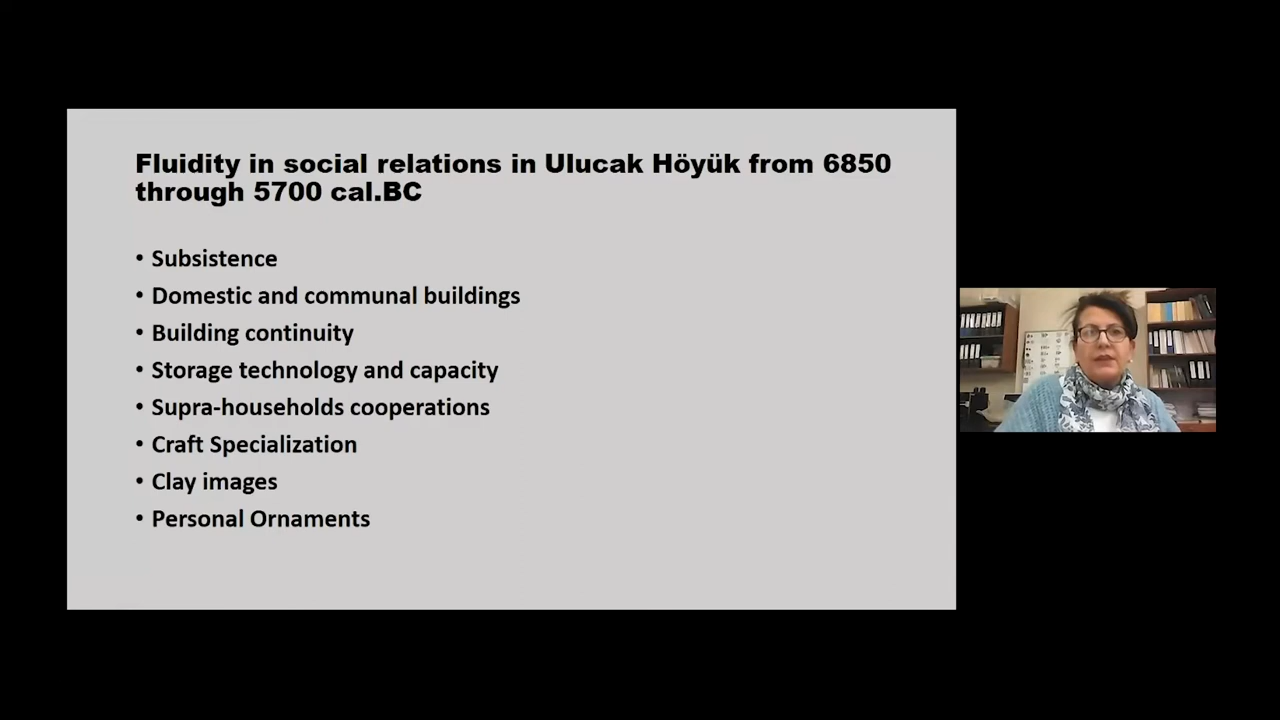 Fluidity in social relations in Ulucak Höyük from 6850
through 5700 cal.BC
• Subsistence
• Domestic and communal buildings
• Building continuity
• Storage technology and capacity
• Supra-households cooperations
• Craft Specialization
• Clay images
• Personal Ornaments